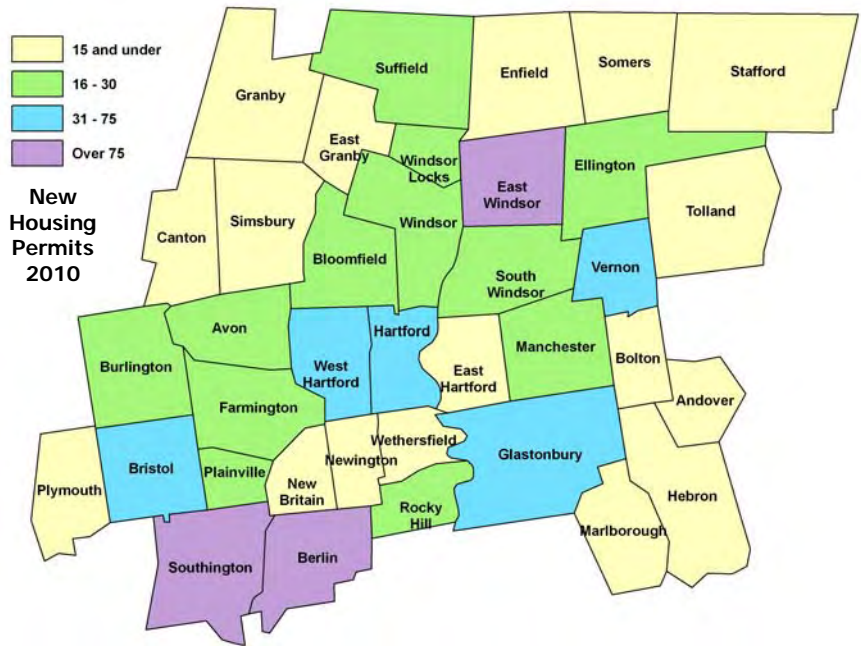 15 and under
16 - 30
31 - 75
Over 75
New
Housing
Permits
2010
Suffield
Enfield
Somers
Stafford
Granby
East
Granby
Windsor
Locks
East
Windsor
Ellington
Tolland
Canton
Simsbury
Windsor
Bloomfield
South
Windsor
Vernon
Avon
Hartford
West
Hartford
East
Hartford
Manchester
Bolton
Burlington
Andover
Farmington
Wethersfield
Newington
Glastonbury
Plymouth
Bristol
Plainville
New
Britain
Rocky
Hill
Hebron
Marlborough
Southington
Berlin